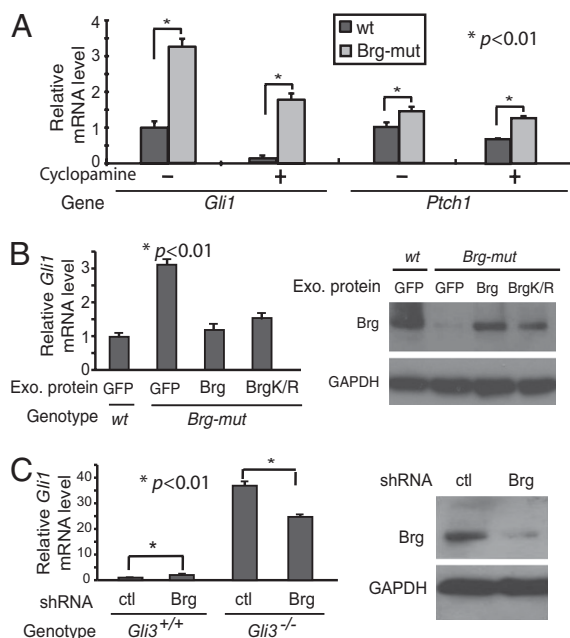 A
wt
Brg-mut
* p<0.01
Relative
mRNA level
4
3
2
1
0
*
*
*
*
Cyclopamine − + − +
Gene Gli1 Ptch1
B
* p<0.01
Relative Gli1
mRNA level
4
3
2
1
0
Exo. protein GFP GFP Brg BrgK/R
Genotype wt Brg-mut
wt Brg-mut
Exo. protein GFP GFP Brg BrgK/R
Brg
GAPDH
C
* p<0.01
Relative Gli1
mRNA level
50
40
30
20
10
0
*
*
shRNA ctl Brg ctl Brg
Genotype Gli3+/+ Gli3-/-
shRNA ctl Brg
Brg
GAPDH